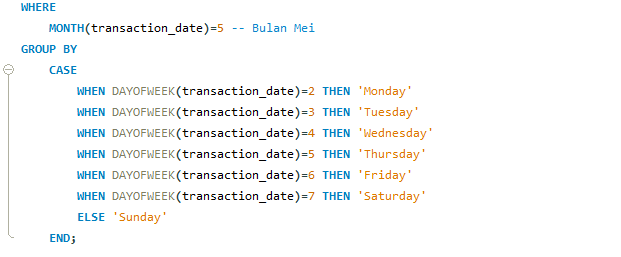 WHERE
MONTH(transaction_date)=5 -- Bulan Mei
GROUP BY
CASE
WHEN DAYOFWEEK(transaction_date)=2 THEN 'Monday'
WHEN DAYOFWEEK(transaction_date)=3 THEN 'Tuesday'
WHEN DAYOFWEEK(transaction_date)=4 THEN 'Wednesday'
WHEN DAYOFWEEK(transaction_date)=5 THEN 'Thursday'
WHEN DAYOFWEEK(transaction_date)=6 THEN 'Friday'
WHEN DAYOFWEEK(transaction_date)=7 THEN 'Saturday'
ELSE 'Sunday'
END;